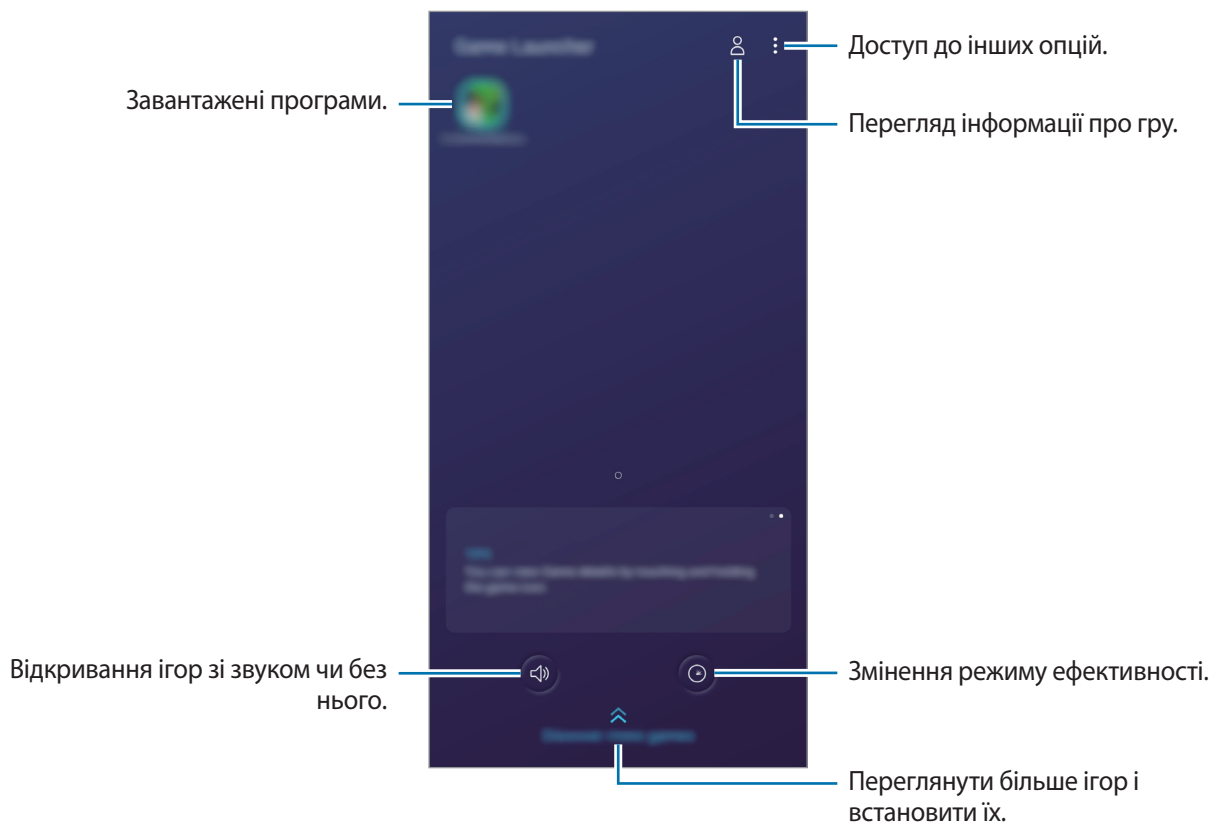 Доступ до інших опцій.
Завантажені програми.
Перегляд інформації про гру.
Відкривання ігор зі звуком чи без
нього.
Змінення режиму ефективності.
Переглянути більше ігор і
встановити їх.